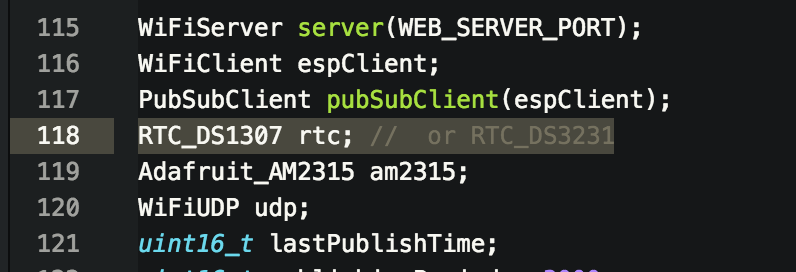 115 WiFiServer server(WEB_SERVER_PORT);
116 WiFiClient espClient;
117 PubSubClient pubSubClient(espClient);
118 RTC_DS1307 rtc; //  or RTC_DS3231
119 Adafruit_AM2315 am2315;
120 WiFiUDP udp;
121 uint16_t lastPublishTime;